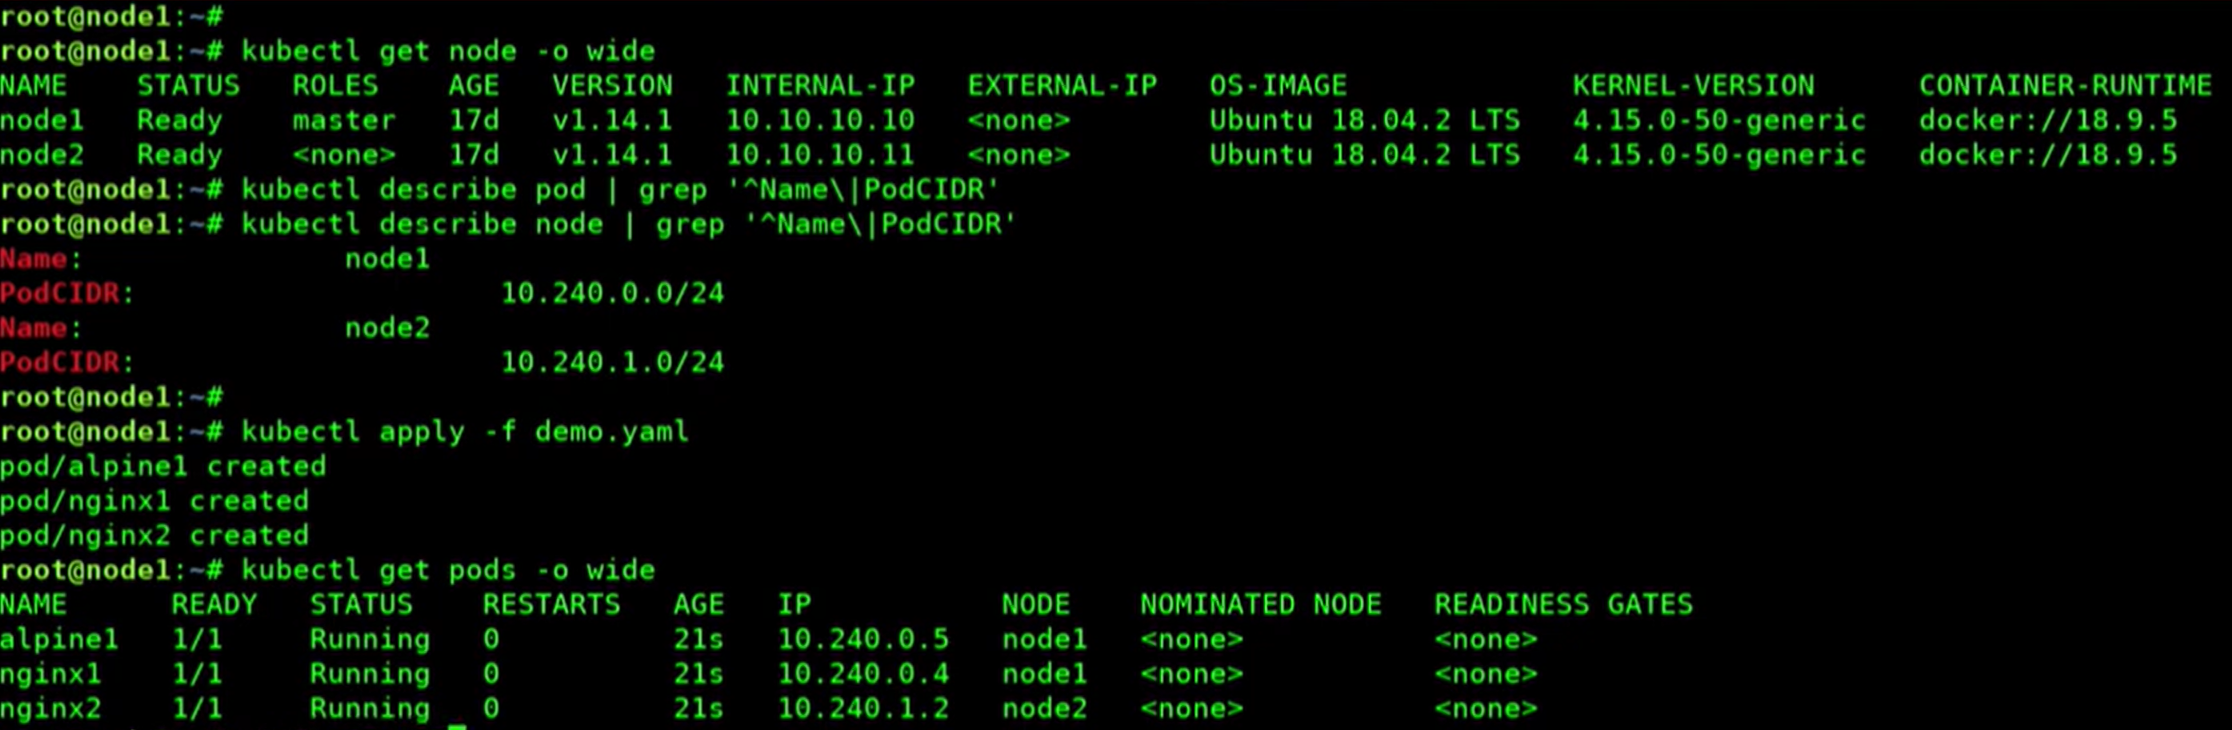 root@node1:~#
root@node1:~# kubectl get node -o wide
NAME    STATUS   ROLES    AGE   VERSION   INTERNAL-IP   EXTERNAL-IP   OS-IMAGE             KERNEL-VERSION      CONTAINER-RUNTIME
node1   Ready    master   17d   v1.14.1   10.10.10.10   <none>        Ubuntu 18.04.2 LTS   4.15.0-50-generic   docker://18.9.5
node2   Ready    <none>   17d   v1.14.1   10.10.10.11   <none>        Ubuntu 18.04.2 LTS   4.15.0-50-generic   docker://18.9.5
root@node1:~# kubectl describe pod | grep '^Name\|PodCIDR'
root@node1:~# kubectl describe node | grep '^Name\|PodCIDR'
Name:               node1
PodCIDR:                     10.240.0.0/24
Name:               node2
PodCIDR:                     10.240.1.0/24
root@node1:~#
root@node1:~# kubectl apply -f demo.yaml
pod/alpine1 created
pod/nginx1 created
pod/nginx2 created
root@node1:~# kubectl get pods -o wide
NAME      READY   STATUS    RESTARTS   AGE   IP           NODE    NOMINATED NODE   READINESS GATES
alpine1   1/1     Running   0          21s   10.240.0.5   node1   <none>           <none>
nginx1    1/1     Running   0          21s   10.240.0.4   node1   <none>           <none>
nginx2    1/1     Running   0          21s   10.240.1.2   node2   <none>           <none>